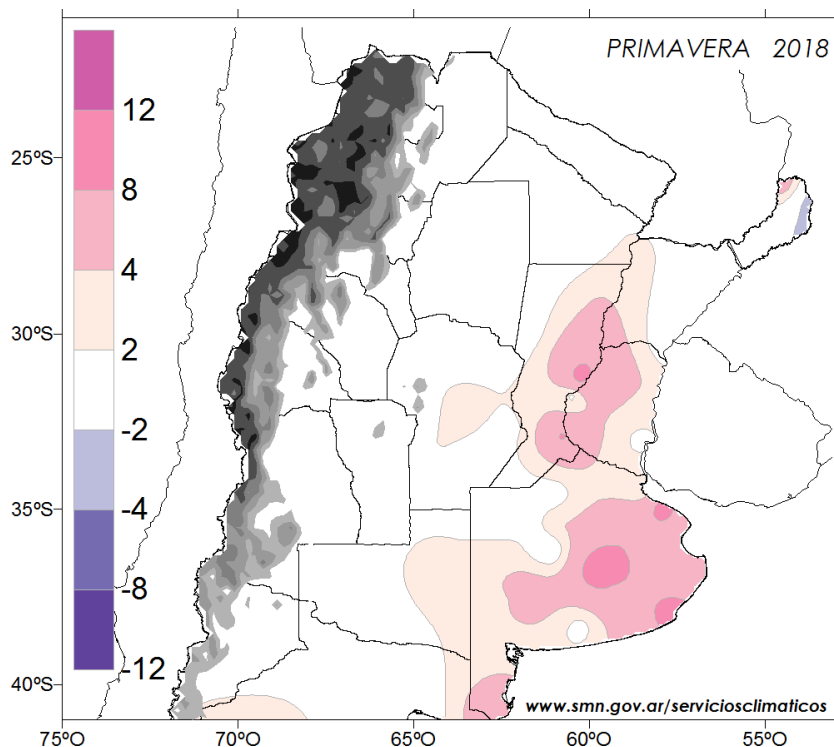 PRIMAVERA 2018
12
8
4
2
-2
-4
-8
-12
25ºS
30ºS
35ºS
40ºS
www.smn.gov.ar/serviciosclimaticos
75ºO 70ºO 65ºO 60ºO 55ºO